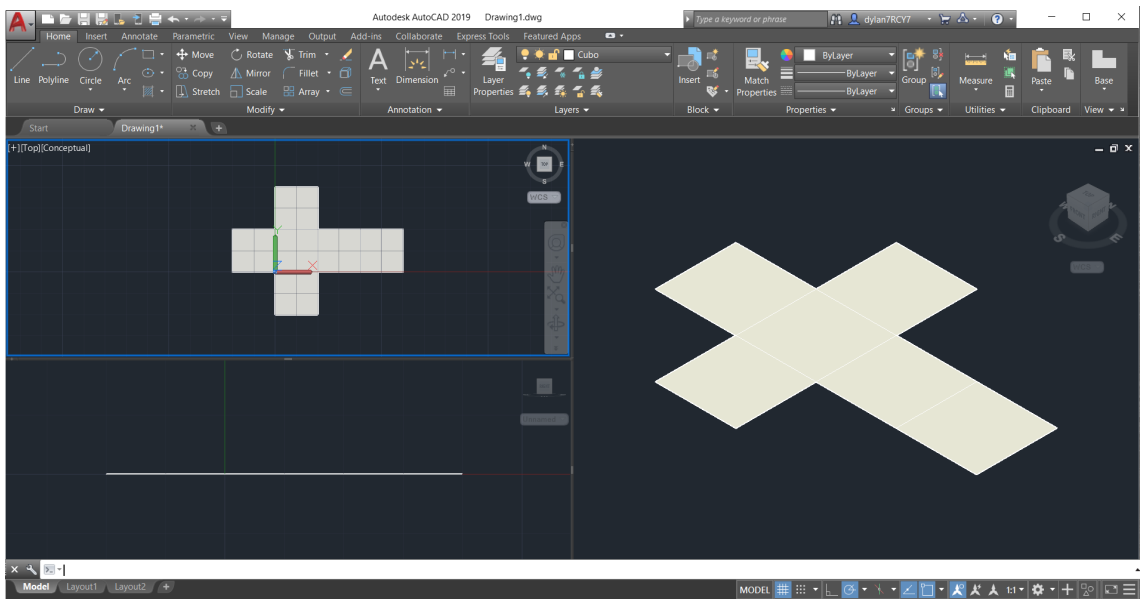 A. Autodesk AutoCAD 2019 Drawing1.dwg Type a keyword or phrase dylan7RCY7
Home Insert Annotate Parametric View Manage Output Add-ins Collaborate Express Tools Featured Apps
Line Polyline Circle Arc
Move Rotate Trim
Copy Mirror Fillet
Stretch Scale Array
Text Dimension
Layer Properties
Cubo
Insert
Match Properties
ByLayer
ByLayer
ByLayer
Group Measure Paste Base
Draw Modify Annotation Layers Block Properties Groups Utilities Clipboard View
Start Drawing1* +
[+][Top][Conceptual]
N
W TOP E
S
WCS
Y
X
Model Layout1 Layout2 +
MODEL 1:1